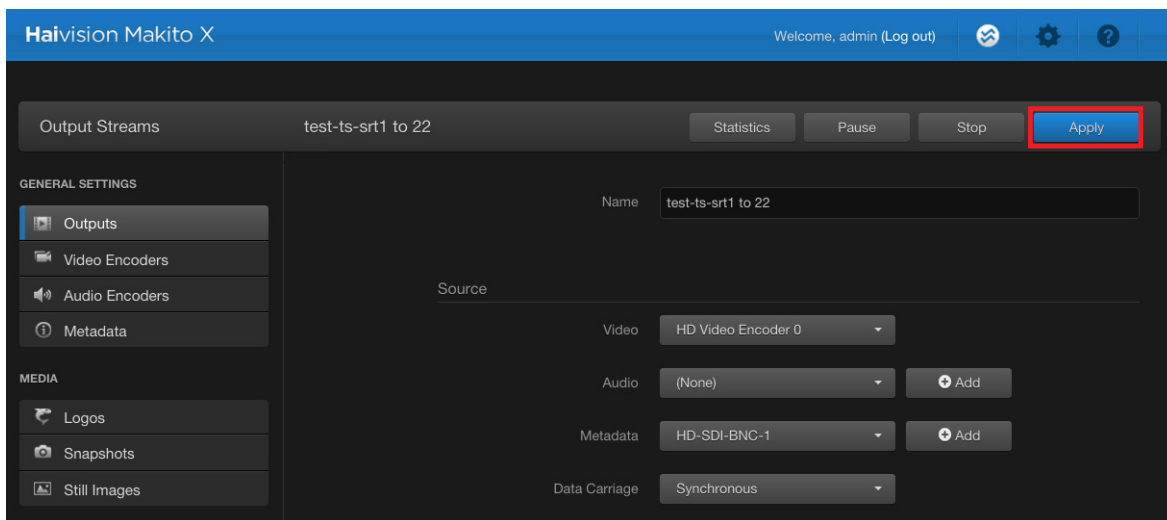 Haivision Makito X
Welcome, admin (Log out)
Output Streams
test-ts-srt1 to 22
Statistics
Pause
Stop
Apply
GENERAL SETTINGS
Outputs
Video Encoders
Audio Encoders
Metadata
MEDIA
Logos
Snapshots
Still Images
Name
test-ts-srt1 to 22
Source
Video
HD Video Encoder 0
Audio
(None)
Add
Metadata
HD-SDI-BNC-1
Add
Data Carriage
Synchronous